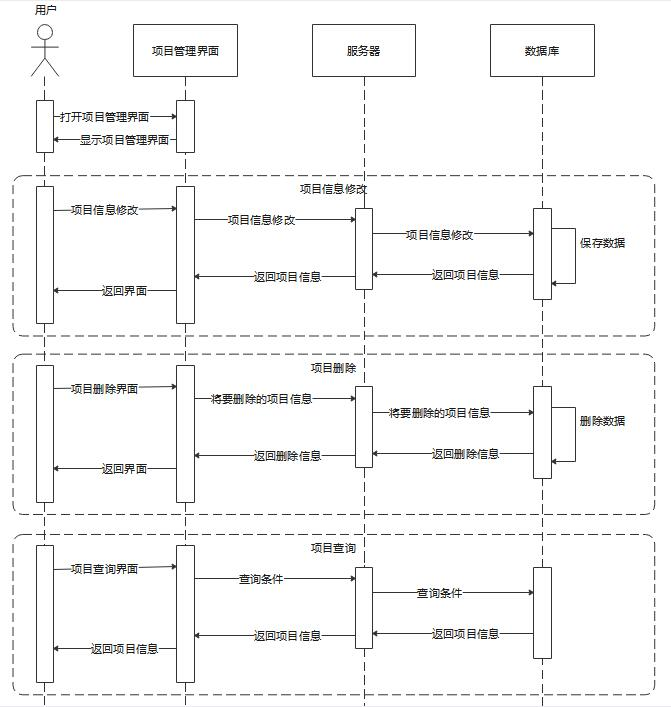 用户
项目管理界面
服务器
数据库
打开项目管理界面
显示项目管理界面
项目信息修改
项目信息修改
项目信息修改
项目信息修改
保存数据
返回项目信息
返回项目信息
返回界面
项目删除
项目删除界面
将要删除的项目信息
将要删除的项目信息
删除数据
返回删除信息
返回删除信息
返回界面
项目查询
项目查询界面
查询条件
查询条件
返回项目信息
返回项目信息
返回项目信息